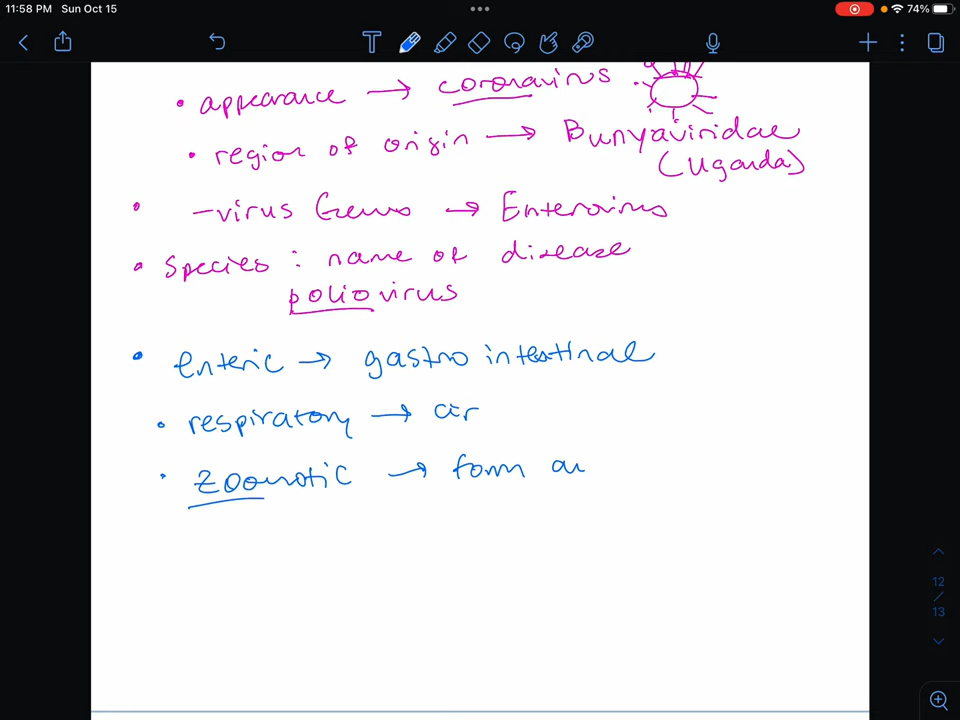 11:58 PM Sun Oct 15
74%
• appearance → coronavirus
• region of origin → Bunyaviridae
(Uganda)
• -virus Genus → Enterovirus
• Species : name of disease
poliovirus
• enteric → gastro intestinal
• respiratory → air
• Zoonotic → form an
12
/
13